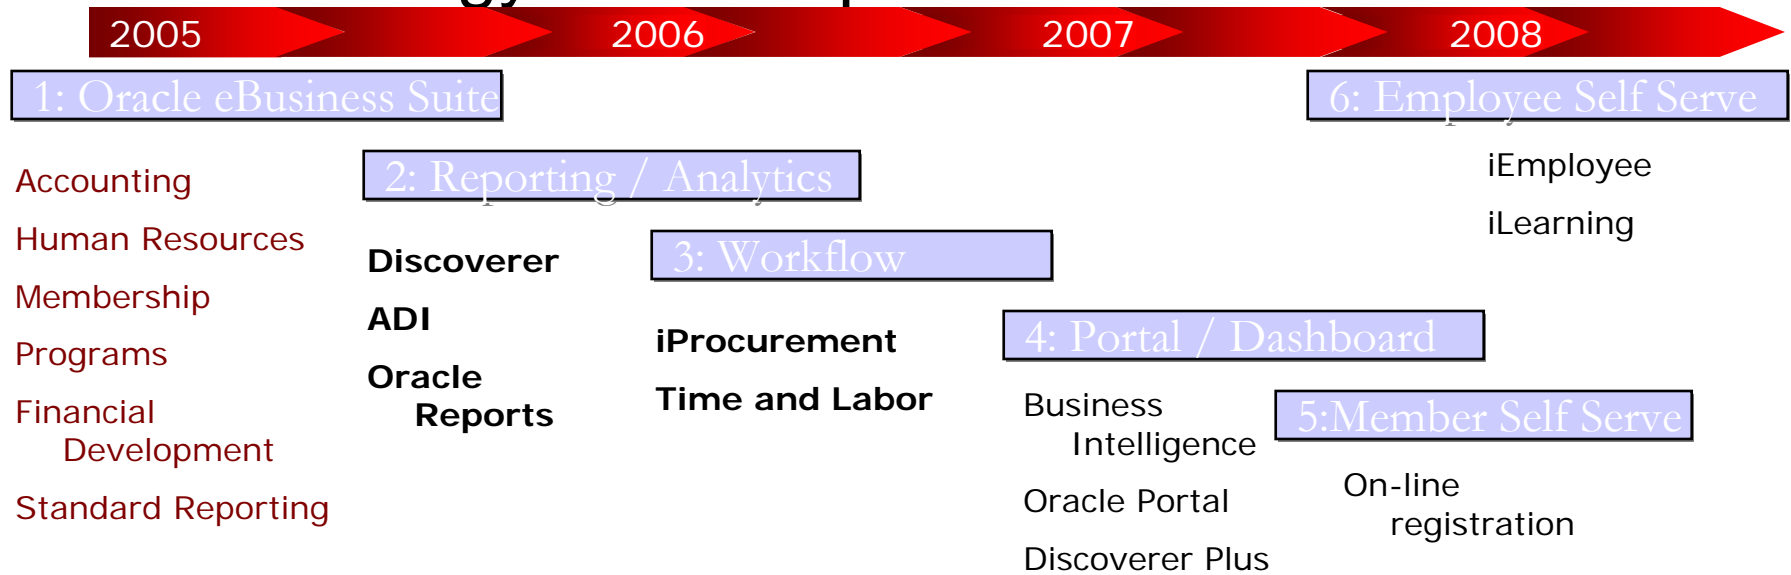 2005 2006 2007 2008
1: Oracle eBusiness Suite
Accounting
Human Resources
Membership
Programs
Financial
Development
Standard Reporting
2: Reporting / Analytics
Discoverer
ADI
Oracle
Reports
3: Workflow
iProcurement
Time and Labor
4: Portal / Dashboard
Business
Intelligence
Oracle Portal
Discoverer Plus
5:Member Self Serve
On-line
registration
6: Employee Self Serve
iEmployee
iLearning